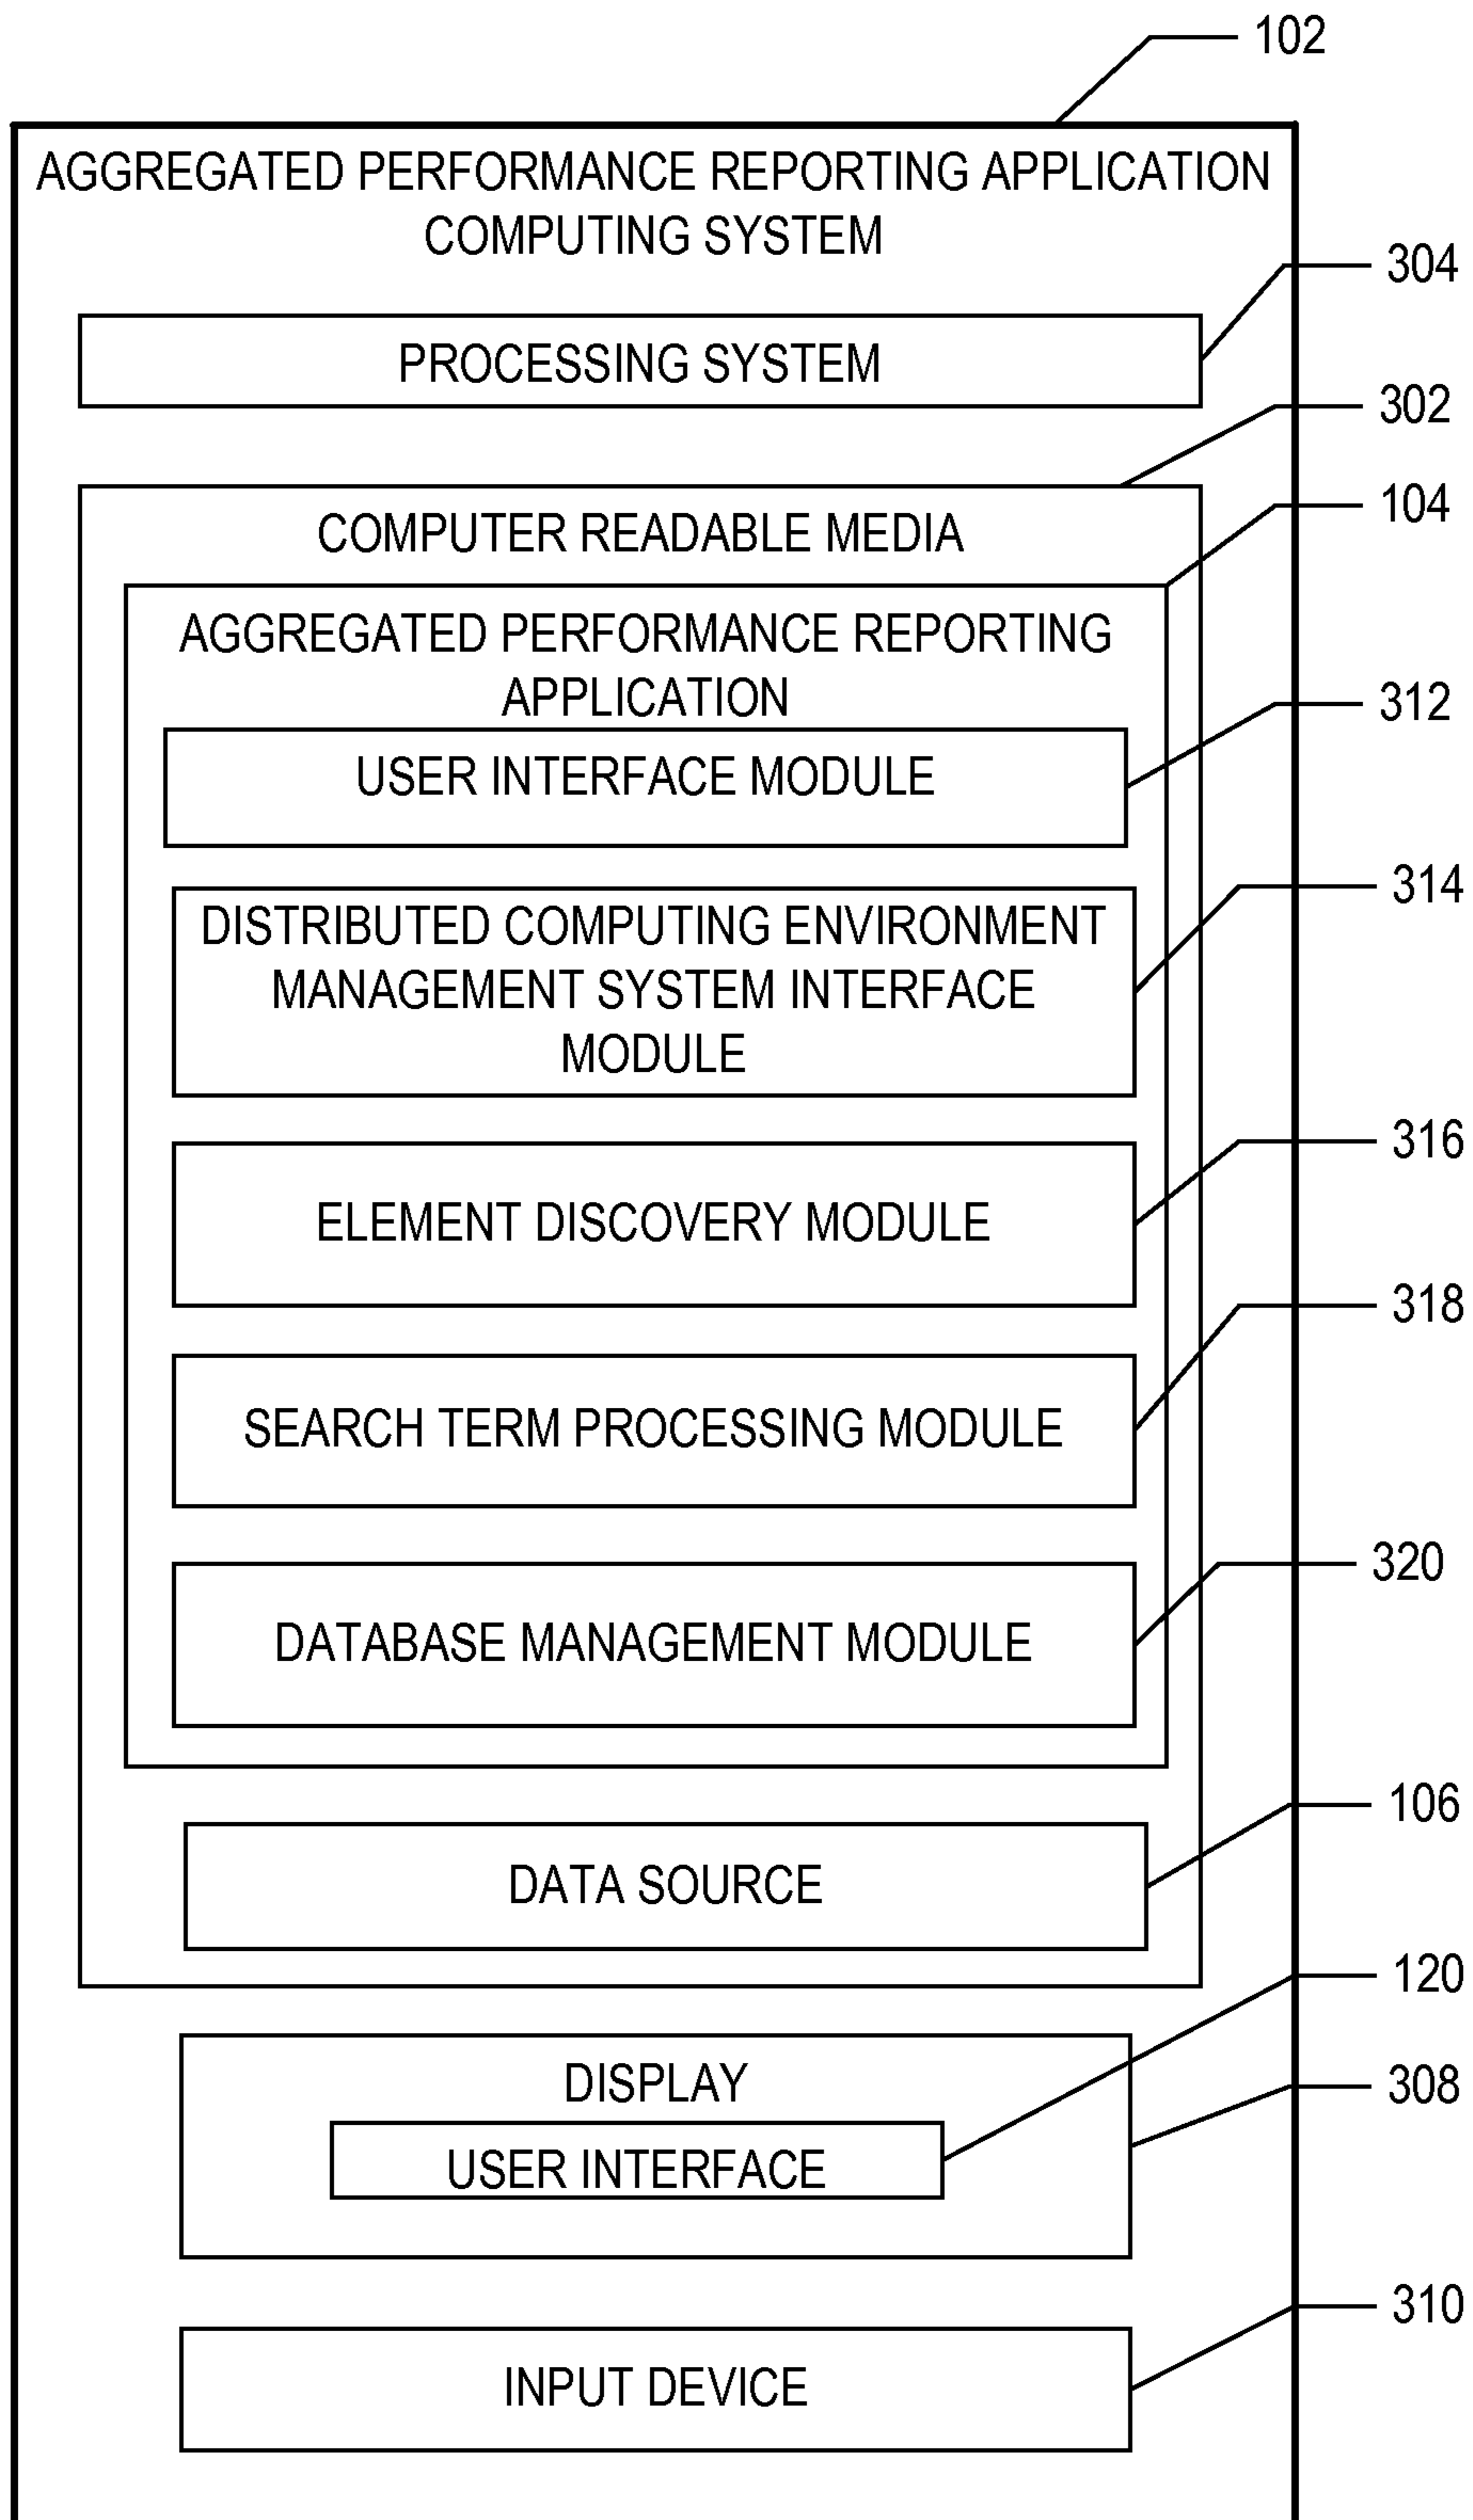 102
AGGREGATED PERFORMANCE REPORTING APPLICATION
COMPUTING SYSTEM
304
PROCESSING SYSTEM
302
COMPUTER READABLE MEDIA
104
AGGREGATED PERFORMANCE REPORTING
APPLICATION
312
USER INTERFACE MODULE
314
DISTRIBUTED COMPUTING ENVIRONMENT
MANAGEMENT SYSTEM INTERFACE
MODULE
316
ELEMENT DISCOVERY MODULE
318
SEARCH TERM PROCESSING MODULE
320
DATABASE MANAGEMENT MODULE
106
DATA SOURCE
120
DISPLAY
308
USER INTERFACE
310
INPUT DEVICE